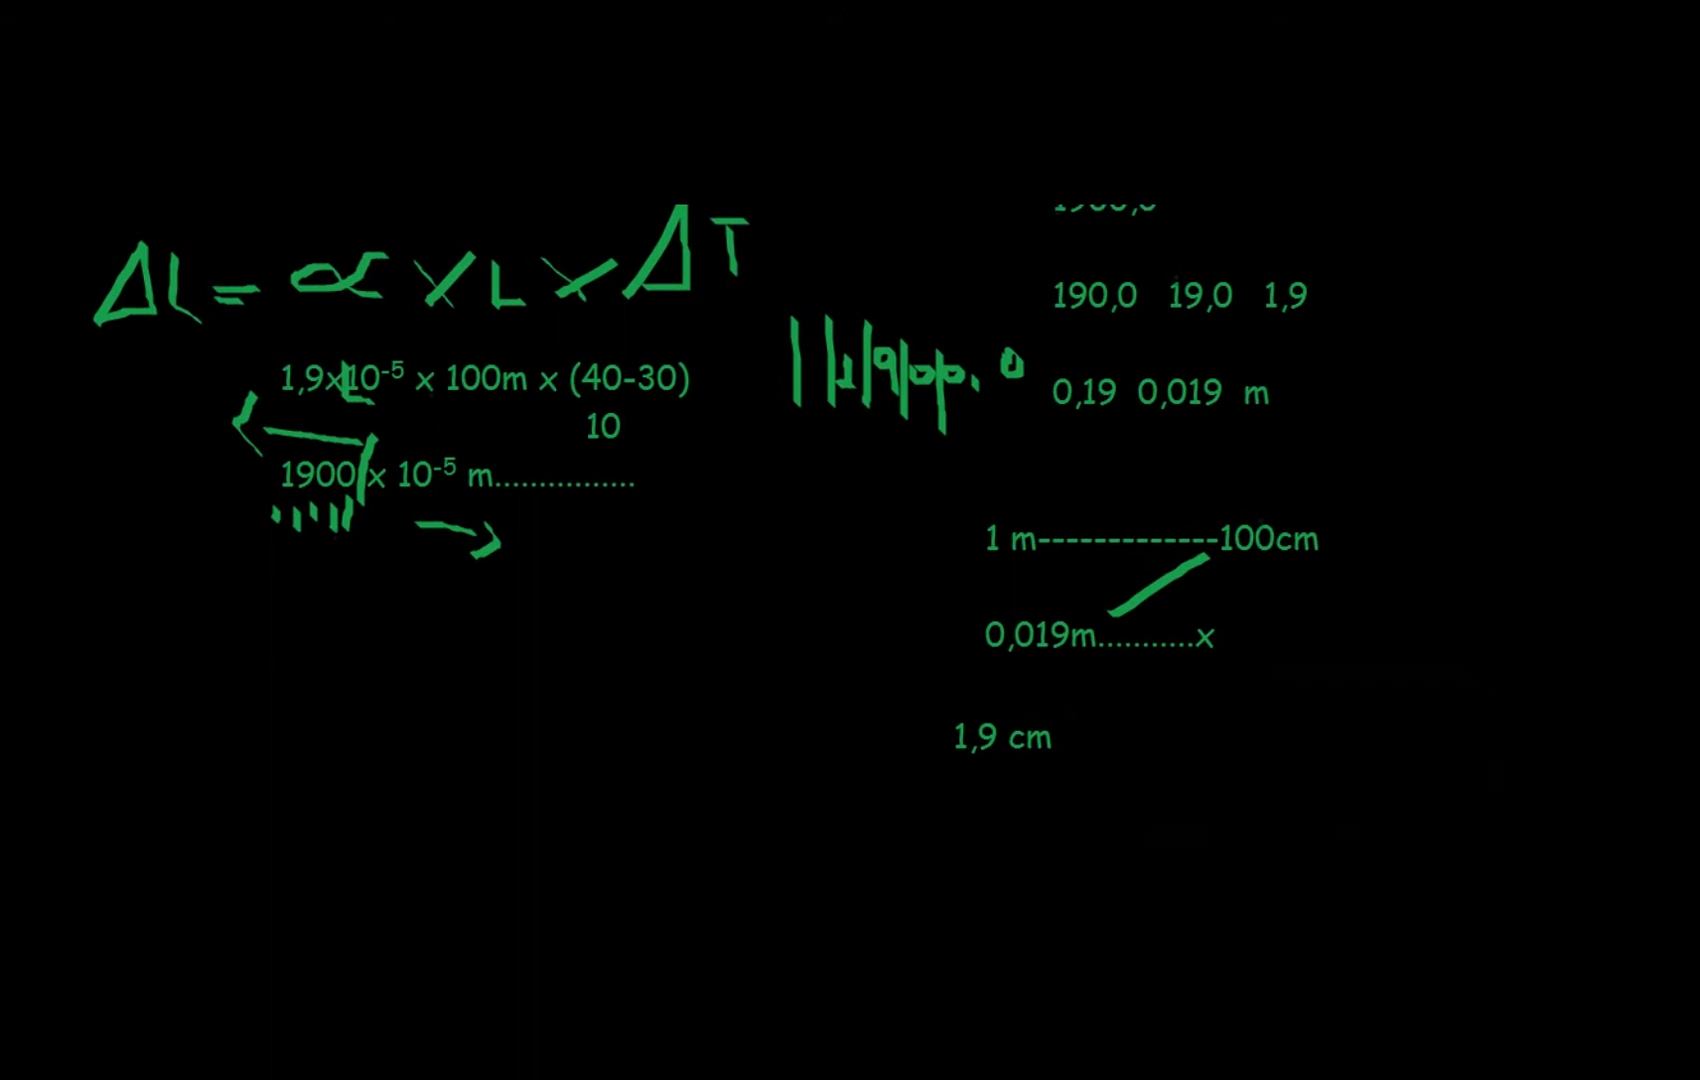 ΔL = α x L x ΔT
1,9x10⁻⁵ x 100m x (40-30)
10
1900 x 10⁻⁵ m................
190,0 19,0 1,9
0,19 0,019 m
1 m-------------100cm
0,019m...........x
1,9 cm